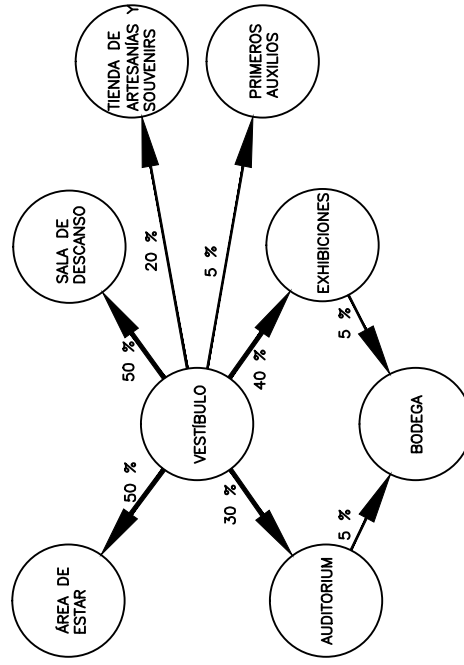 ÁREA DE
ESTAR
SALA DE
DESCANSO
TIENDA DE
ARTESANÍAS Y
SOUVENIRS
50 %
50 %
20 %
VESTÍBULO
5 %
PRIMEROS
AUXILIOS
30 %
40 %
AUDITORIUM
EXHIBICIONES
5 %
5 %
BODEGA